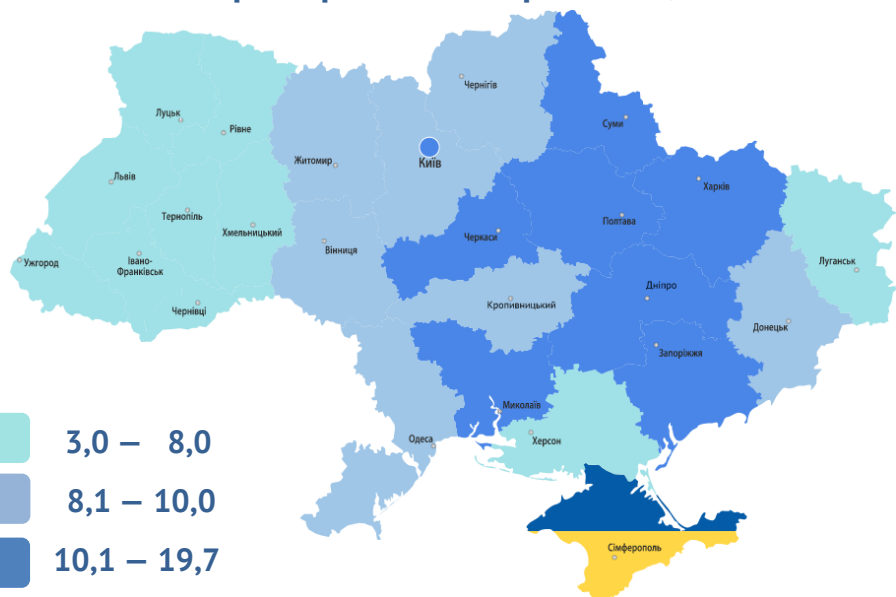 Чернігів
Луцьк
Рівне
Суми
Житомир
Київ
Львів
Харків
Тернопіль
Хмельницький
Полтава
Черкаси
Вінниця
Ужгород
Івано-
Франківськ
Луганськ
Дніпро
Чернівці
Кропивницький
Донецьк
Запоріжжя
Миколаїв
Одеса
Херсон
3,0 – 8,0
8,1 – 10,0
10,1 – 19,7
Сімферополь